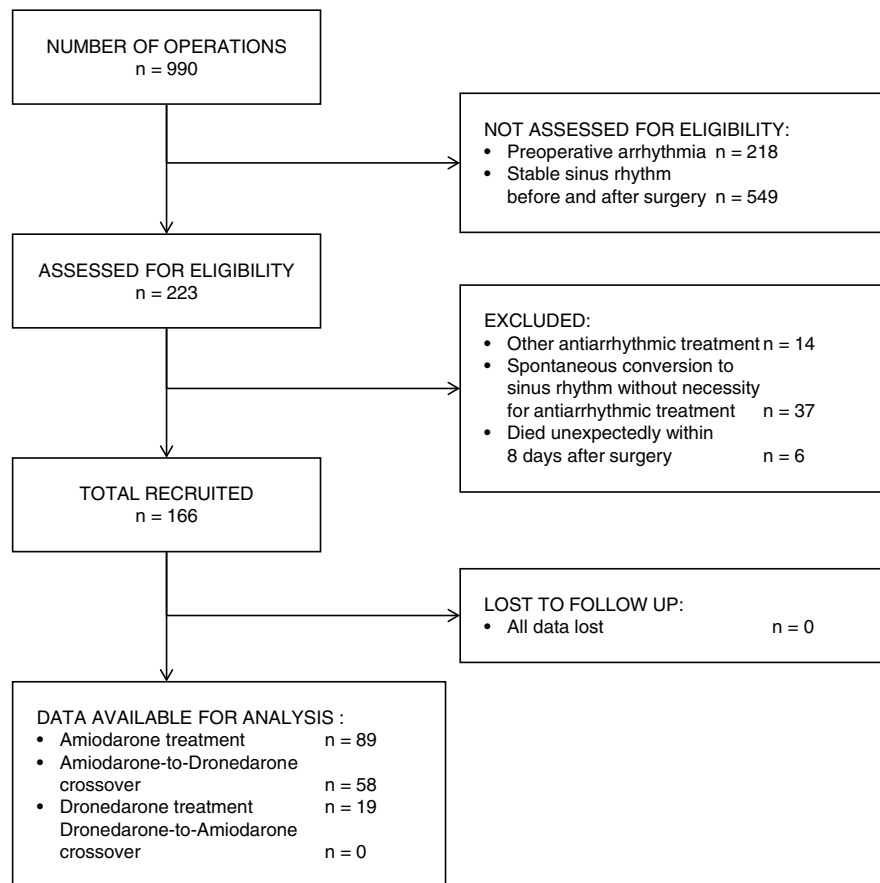 NUMBER OF OPERATIONS
n = 990
NOT ASSESSED FOR ELIGIBILITY:
• Preoperative arrhythmia n = 218
• Stable sinus rhythm
before and after surgery n = 549
ASSESSED FOR ELIGIBILITY
n = 223
EXCLUDED:
• Other antiarrhythmic treatment n = 14
• Spontaneous conversion to
sinus rhythm without necessity
for antiarrhythmic treatment n = 37
• Died unexpectedly within
8 days after surgery n = 6
TOTAL RECRUITED
n = 166
LOST TO FOLLOW UP:
• All data lost n = 0
DATA AVAILABLE FOR ANALYSIS :
• Amiodarone treatment n = 89
• Amiodarone-to-Dronedarone
crossover n = 58
• Dronedarone treatment n = 19
Dronedarone-to-Amiodarone
crossover n = 0